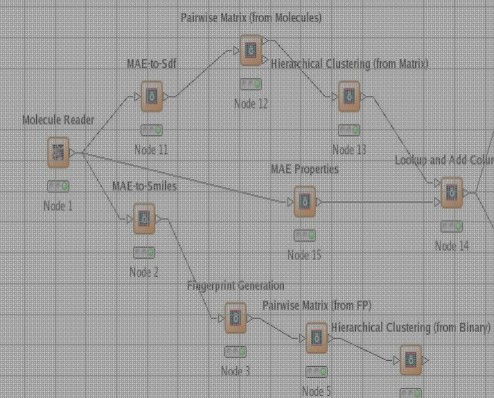 Pairwise Matrix (from Molecules)
MAE-to-Sdf
Hierarchical Clustering (from Matrix)
Node 12
Molecule Reader
Node 11
Node 13
MAE Properties
Lookup and Add Colum
Node 1
MAE-to-Smiles
Node 15
Node 14
Node 2
Fingerprint Generation
Pairwise Matrix (from FP)
Hierarchical Clustering (from Binary)
Node 3
Node 5